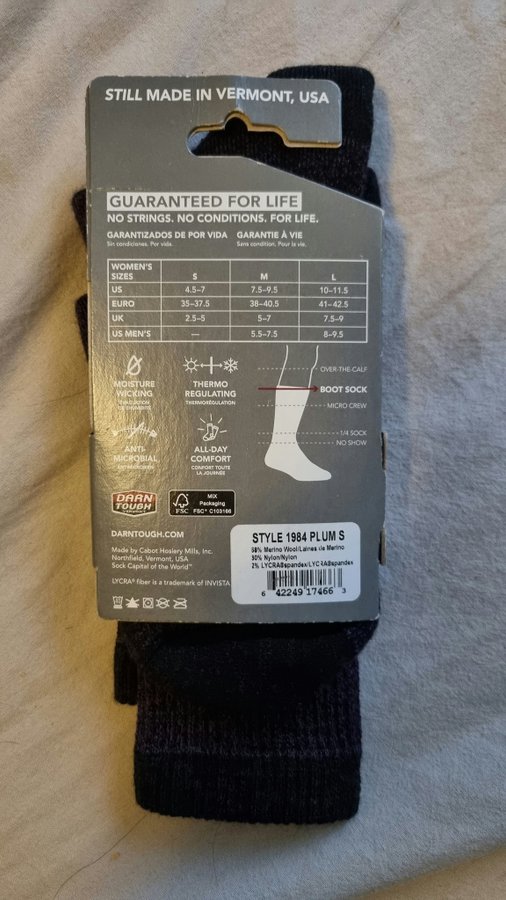 STILL MADE IN VERMONT, USA
GUARANTEED FOR LIFE
NO STRINGS. NO CONDITIONS. FOR LIFE.
GARANTIZADOS DE POR VIDA GARANTIE À VIE
Sin condiciones. Por vida. Sans condition. Pour la vie.
WOMEN'S SIZES S M L
US 4.5–7 7.5–9.5 10–11.5
EURO 35–37.5 38–40.5 41–42.5
UK 2.5–5 5–7 7.5–9
US MEN'S — 5.5–7.5 8–9.5
MOISTURE
WICKING
ÉVACUATION
DE L'HUMIDITÉ
THERMO
REGULATING
THERMORÉGULATION
ANTI-
MICROBIAL
ANTIMICROBIEN
ALL-DAY
COMFORT
CONFORT TOUTE
LA JOURNÉE
OVER-THE-CALF
BOOT SOCK
MICRO CREW
1/4 SOCK
NO SHOW
DARN
TOUGH
FSC
MIX
Packaging
FSC® C103166
DARNTOUGH.COM
Made by Cabot Hosiery Mills, Inc.
Northfield, Vermont, USA
Sock Capital of the World™
LYCRA® fiber is a trademark of INVISTA
STYLE 1984 PLUM S
58% Merino Wool/Laines de Merino
50% Nylon/Nylon
2% LYCRA®spandex/LYCRA®spandex
6 42249 17466 3